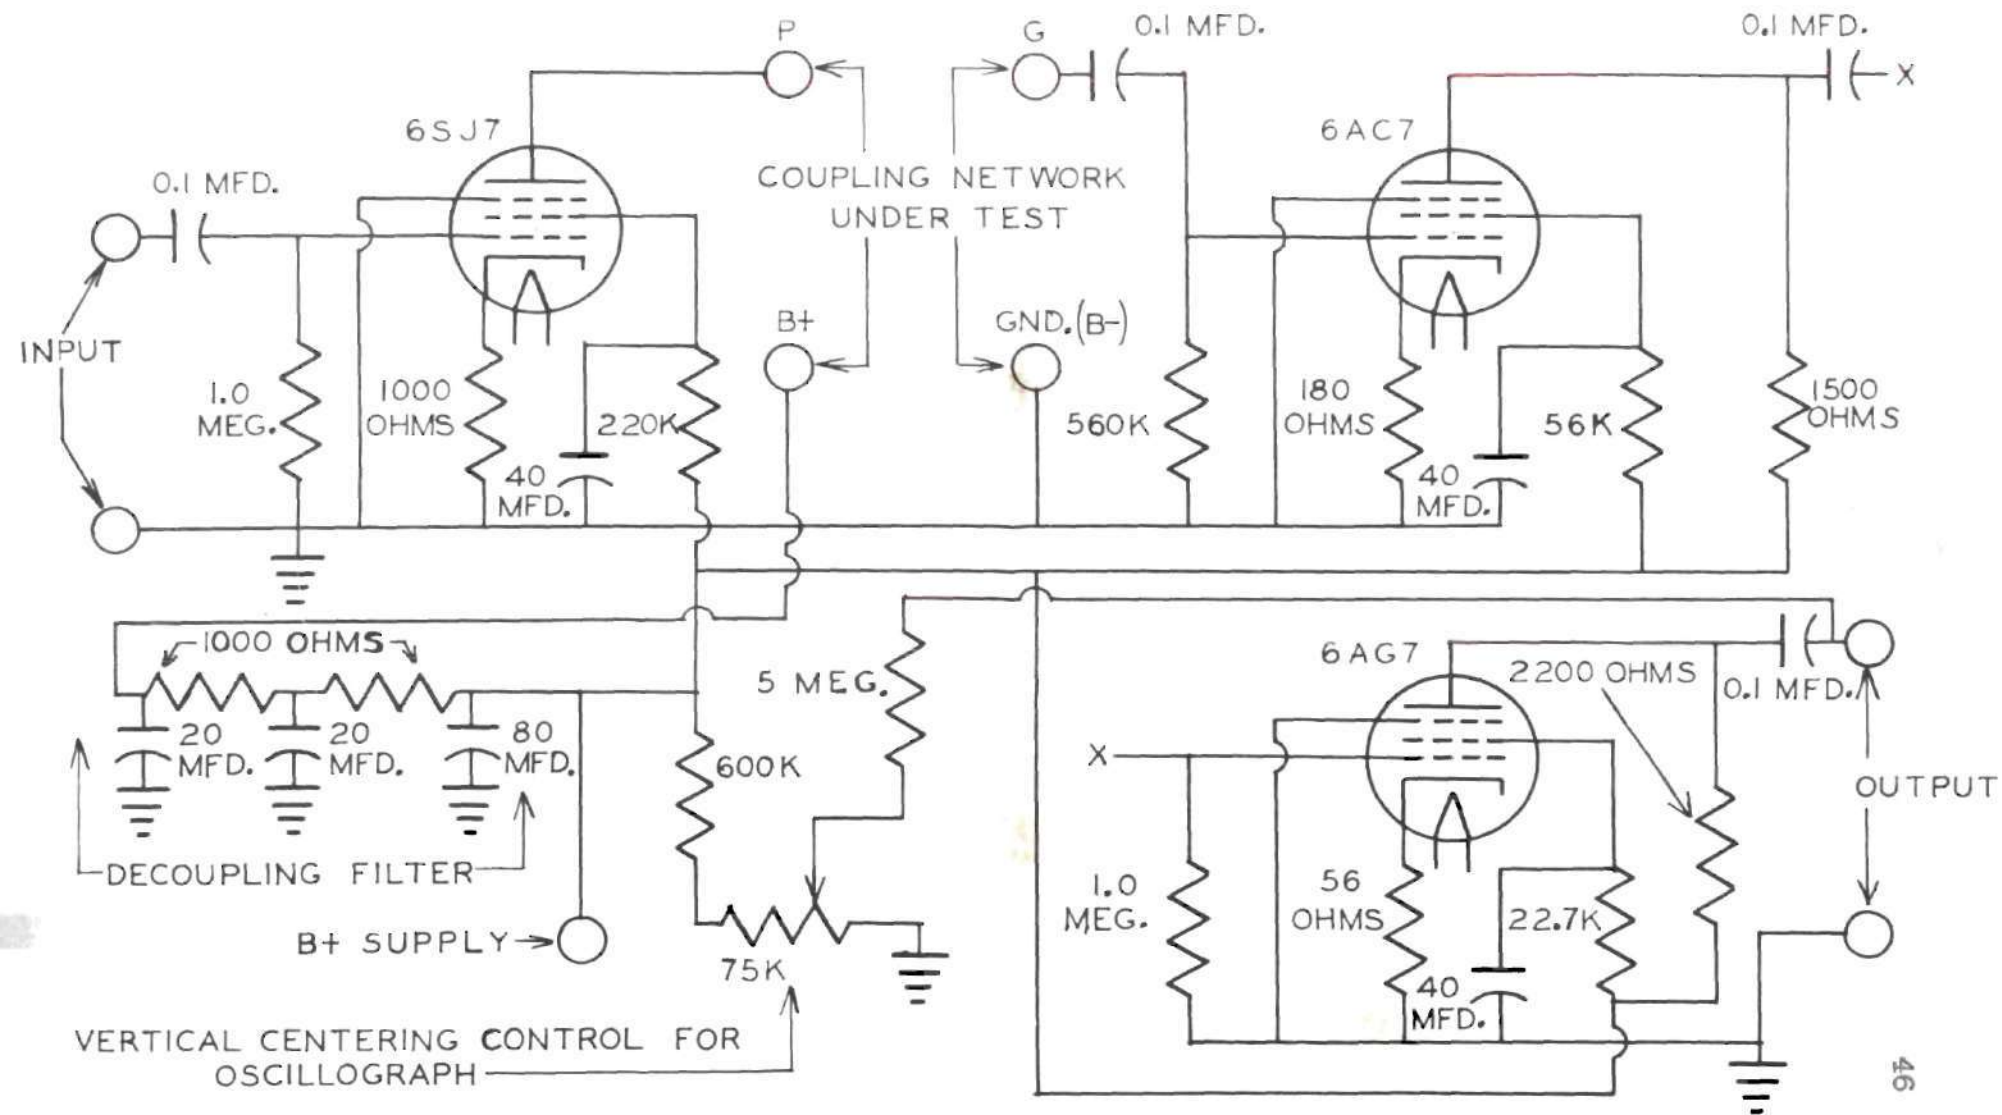 P
G
0.1 MFD.
0.1 MFD.
X
6SJ7
6AC7
0.1 MFD.
COUPLING NETWORK
UNDER TEST
INPUT
B+
GND.(B-)
1.0
MEG.
1000
OHMS
220K
40
MFD.
560K
180
OHMS
40
MFD.
56K
1500
OHMS
1000 OHMS
20
MFD.
20
MFD.
80
MFD.
DECOUPLING FILTER
B+ SUPPLY
600K
75K
5 MEG.
VERTICAL CENTERING CONTROL FOR
OSCILLOGRAPH
6AG7
2200 OHMS
0.1 MFD.
X
OUTPUT
1.0
MEG.
56
OHMS
40
MFD.
22.7K
46